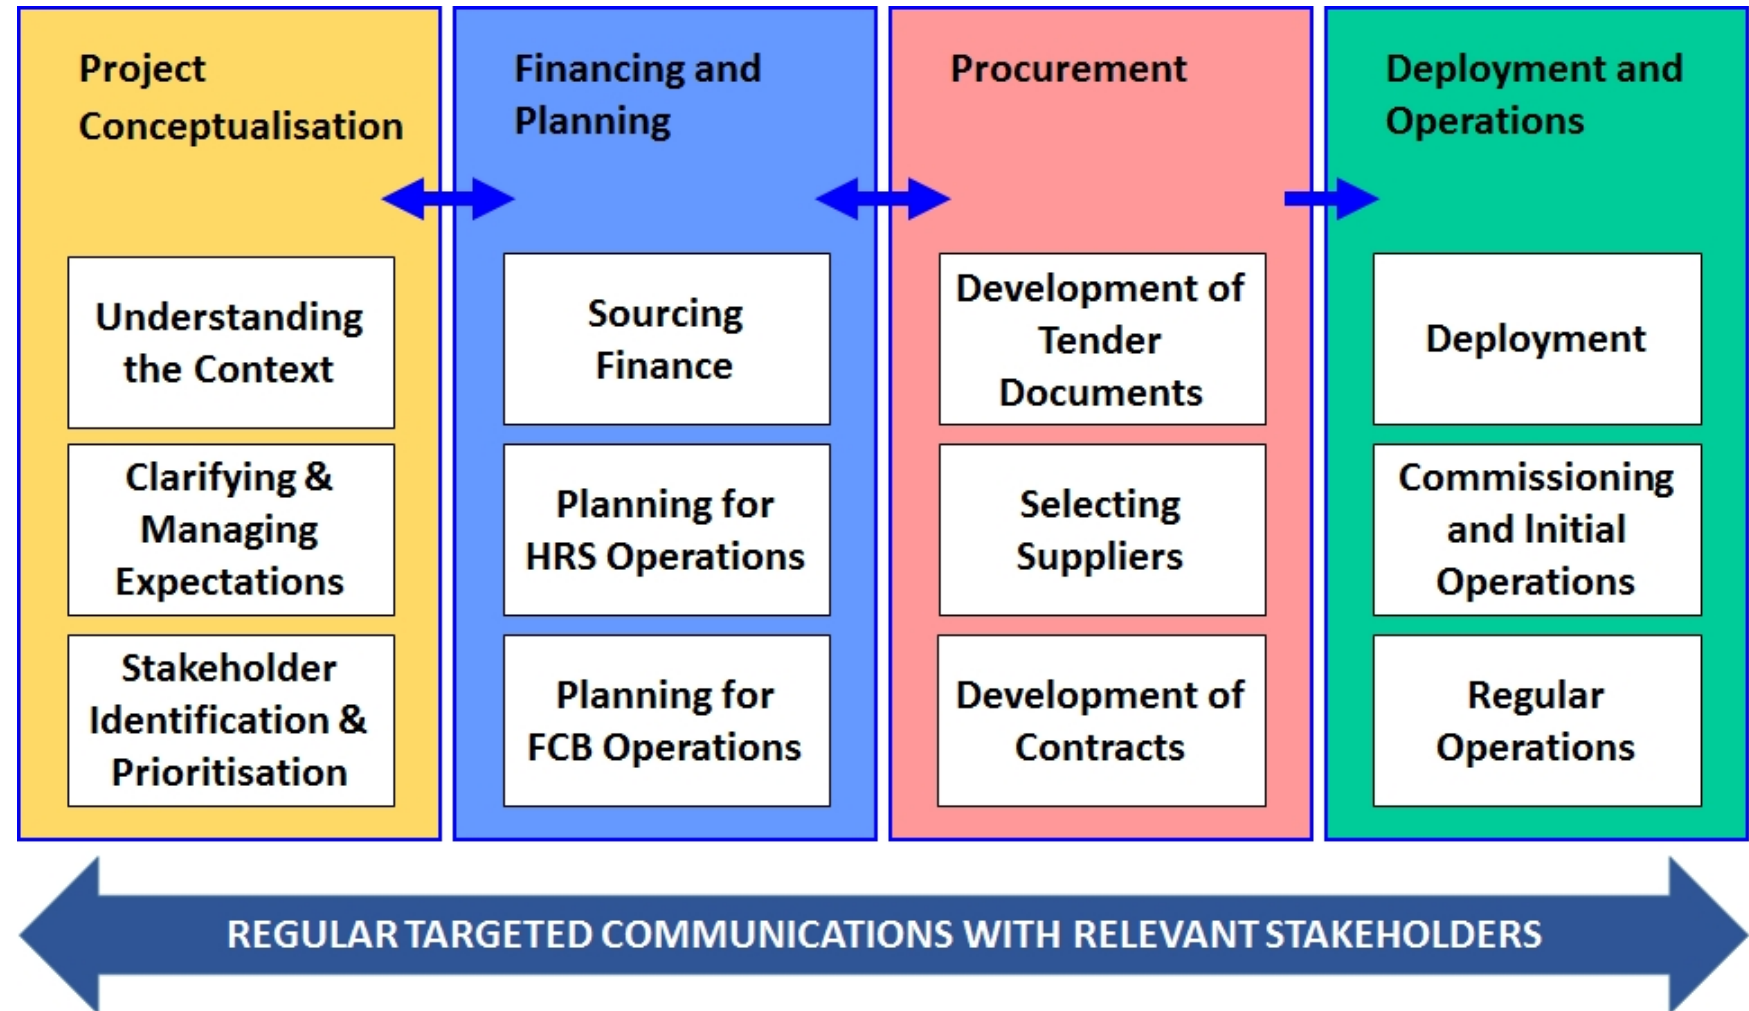 Project
Conceptualisation
Understanding
the Context
Clarifying &
Managing
Expectations
Stakeholder
Identification &
Prioritisation
Financing and
Planning
Sourcing
Finance
Planning for
HRS Operations
Planning for
FCB Operations
Procurement
Development of
Tender
Documents
Selecting
Suppliers
Development of
Contracts
Deployment and
Operations
Deployment
Commissioning
and Initial
Operations
Regular
Operations
REGULAR TARGETED COMMUNICATIONS WITH RELEVANT STAKEHOLDERS